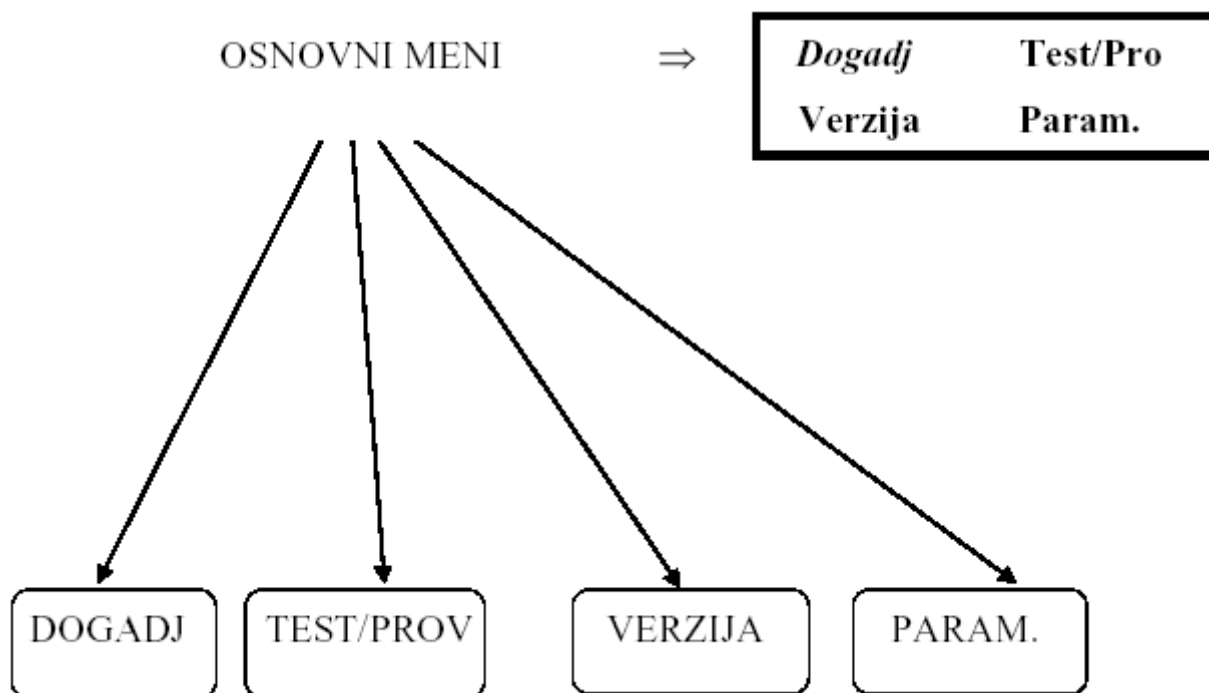 OSNOVNI MENI ⇒
Dogadj Test/Pro
Verzija Param.
DOGADJ TEST/PROV VERZIJA PARAM.